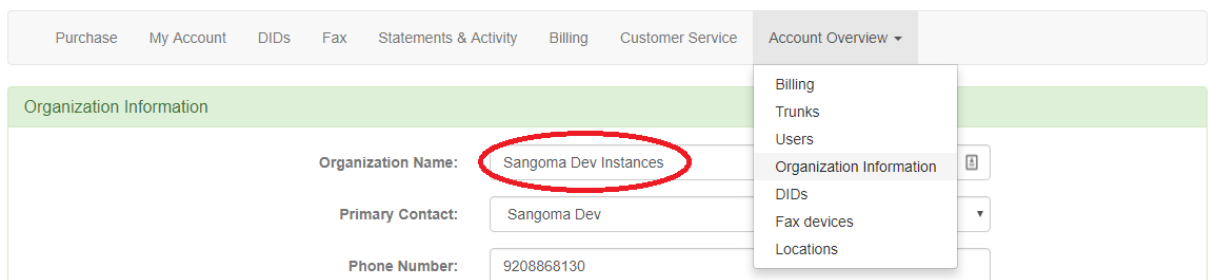 Purchase My Account DIDs Fax Statements & Activity Billing Customer Service Account Overview
Billing
Trunks
Users
Organization Information
DIDs
Fax devices
Locations
Organization Information
Organization Name: Sangoma Dev Instances
Primary Contact: Sangoma Dev
Phone Number: 9208868130